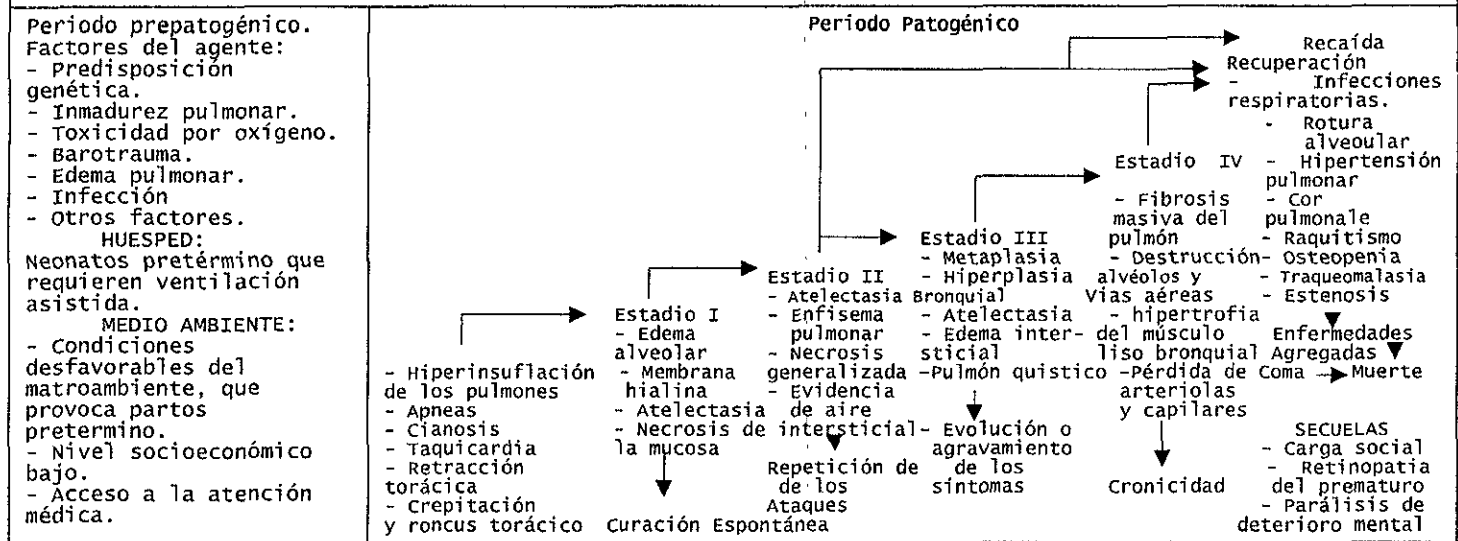 Periodo prepatogénico.
Factores del agente:
- Predisposición
genética.
- Inmadurez pulmonar.
- Toxicidad por oxígeno.
- Barotrauma.
- Edema pulmonar.
- Infección
- Otros factores.
HUESPED:
Neonatos pretérmino que
requieren ventilación
asistida.
MEDIO AMBIENTE:
- Condiciones
desfavorables del
matroambiente, que
provoca partos
pretermino.
- Nivel socioeconómico
bajo.
- Acceso a la atención
médica.
Periodo Patogénico
- Hiperinsuflación
de los pulmones
- Apneas
- Cianosis
- Taquicardia
- Retracción
torácica
- Crepitación
y roncus torácico
Estadio I
- Edema
alveolar
- Membrana
hialina
- Atelectasia
- Necrosis de
la mucosa
Curación Espontánea
Estadio II
- Atelectasia
- Enfisema
pulmonar
- Necrosis
generalizada
- Evidencia
de aire
intersticial
Repetición de
de los
Ataques
Estadio III
- Metaplasia
- Hiperplasia
Bronquial
- Atelectasia
- Edema inter-
sticial
-Pulmón quistico
- Evolución o
agravamiento
de los
síntomas
Estadio IV
- Fibrosis
masiva del
pulmón
- Destrucción
alvéolos y
Vias aéreas
- hipertrofia
del músculo
liso bronquial
-Pérdida de
arteriolas
y capilares
Cronicidad
Recaída
Recuperación
- Infecciones
respiratorias.
- Rotura
alveoular
- Hipertensión
pulmonar
- Cor
pulmonale
- Raquitismo
- Osteopenia
- Traqueomalasia
- Estenosis
Enfermedades
Agregadas
Coma
Muerte
SECUELAS
- Carga social
- Retinopatia
del prematuro
- Parálisis de
deterioro mental